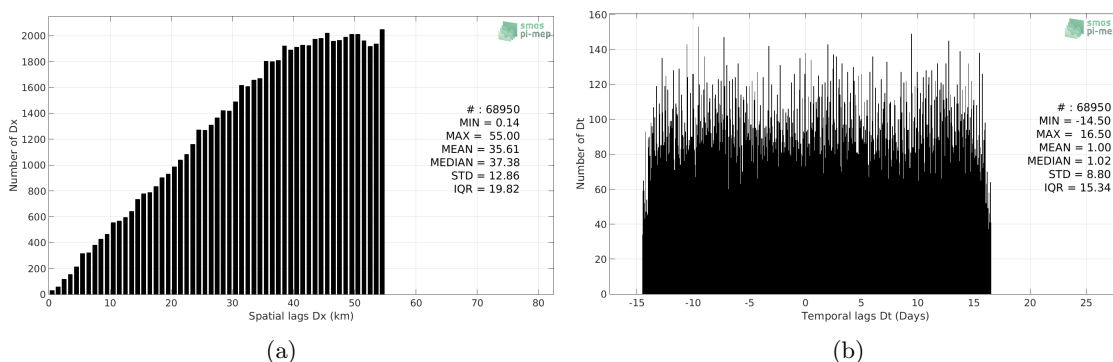 2000
1800
1600
1400
1200
1000
800
600
400
200
0
Number of Dx
0 10 20 30 40 50 60 70 80
Spatial lags Dx (km)
smos
pi-mep
# : 68950
MIN = 0.14
MAX = 55.00
MEAN = 35.61
MEDIAN = 37.38
STD = 12.86
IQR = 19.82
(a)
160
140
120
100
80
60
40
20
0
Number of Dt
-15 -10 -5 0 5 10 15 20 25
Temporal lags Dt (Days)
smos
pi-mep
# : 68950
MIN = -14.50
MAX = 16.50
MEAN = 1.00
MEDIAN = 1.02
STD = 8.80
IQR = 15.34
(b)